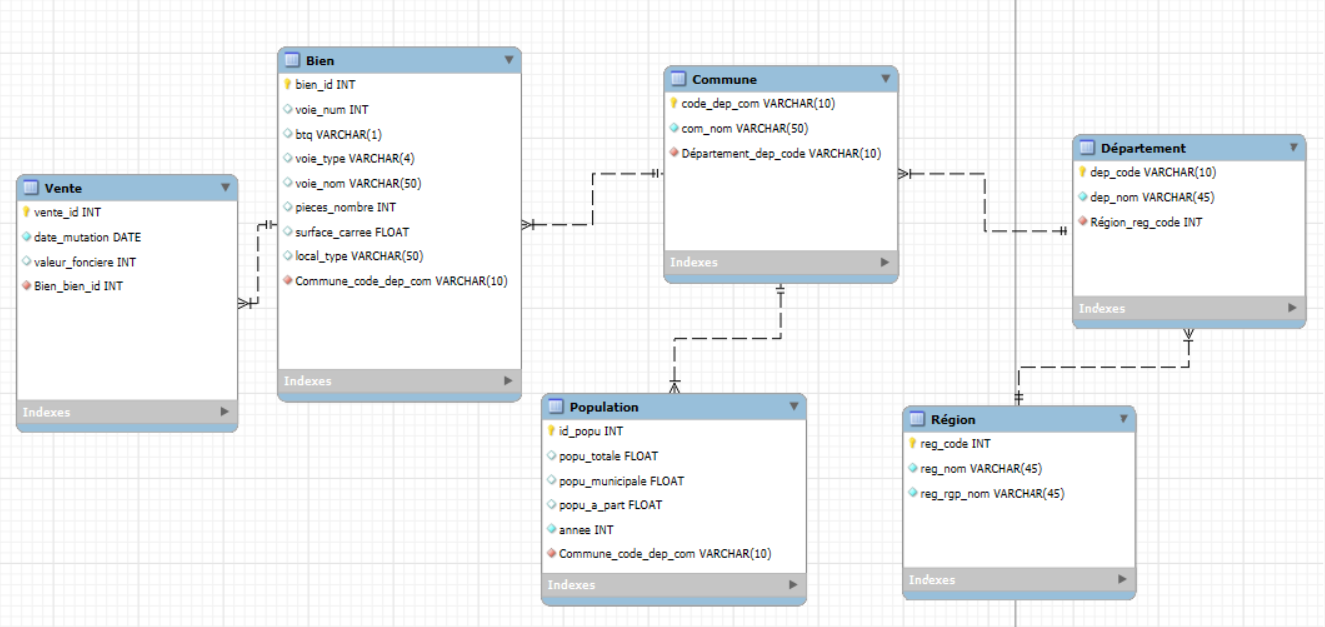 Vente
vente_id INT
date_mutation DATE
valeur_fonciere INT
Bien_bien_id INT
Indexes
Bien
bien_id INT
voie_num INT
btq VARCHAR(1)
voie_type VARCHAR(4)
voie_nom VARCHAR(50)
pieces_nombre INT
surface_carree FLOAT
local_type VARCHAR(50)
Commune_code_dep_com VARCHAR(10)
Indexes
Commune
code_dep_com VARCHAR(10)
com_nom VARCHAR(50)
Département_dep_code VARCHAR(10)
Indexes
Département
dep_code VARCHAR(10)
dep_nom VARCHAR(45)
Région_reg_code INT
Indexes
Population
id_popu INT
popu_totale FLOAT
popu_municipale FLOAT
popu_a_part FLOAT
annee INT
Commune_code_dep_com VARCHAR(10)
Indexes
Région
reg_code INT
reg_nom VARCHAR(45)
reg_rgp_nom VARCHAR(45)
Indexes